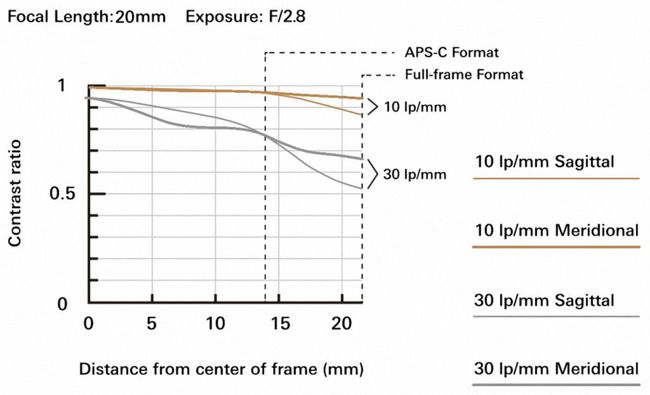 Focal Length:20mm Exposure: F/2.8
APS-C Format
Full-frame Format
1
10 lp/mm
30 lp/mm
0.5
0
0 5 10 15 20
Contrast ratio
Distance from center of frame (mm)
10 lp/mm Sagittal
10 lp/mm Meridional
30 lp/mm Sagittal
30 lp/mm Meridional